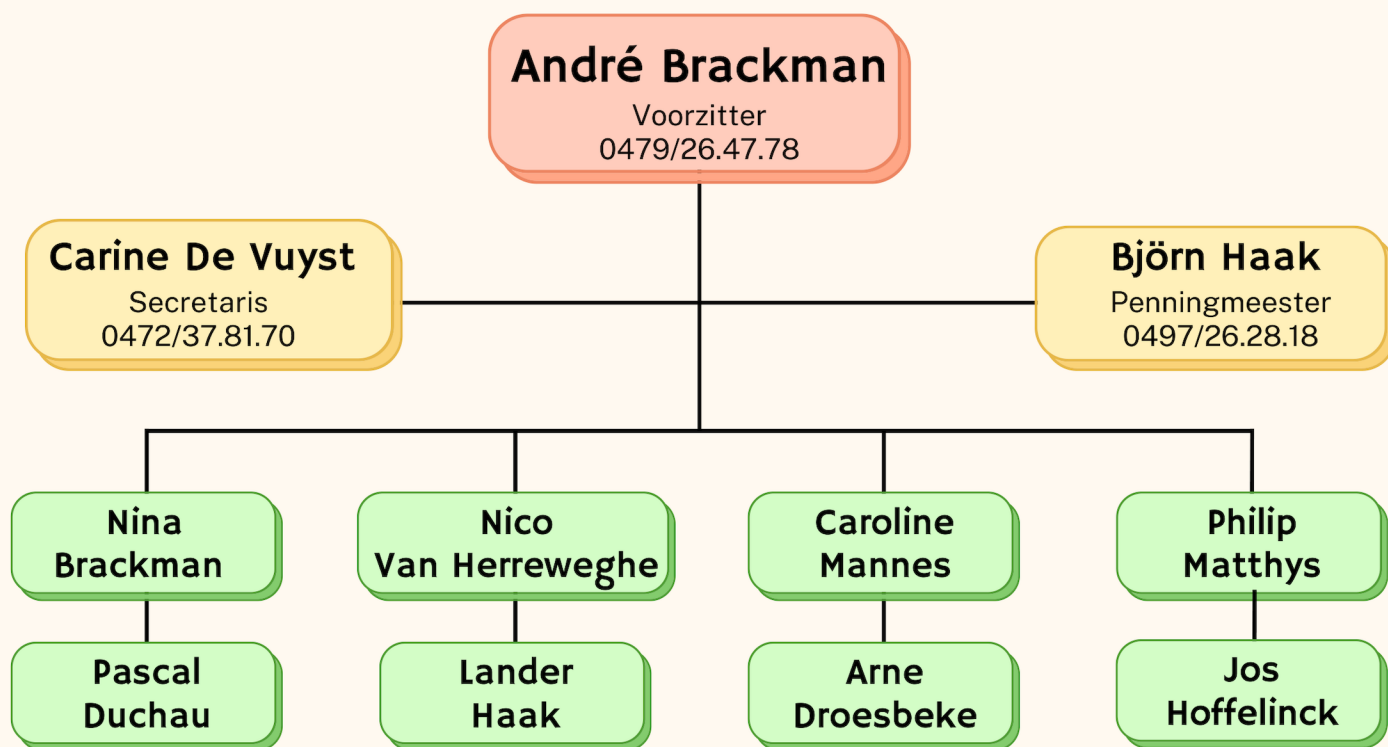 André Brackman
Voorzitter
0479/26.47.78
Carine De Vuyst
Secretaris
0472/37.81.70
Björn Haak
Penningmeester
0497/26.28.18
Nina
Brackman
Nico
Van Herreweghe
Caroline
Mannes
Philip
Matthys
Pascal
Duchau
Lander
Haak
Arne
Droesbeke
Jos
Hoffelinck